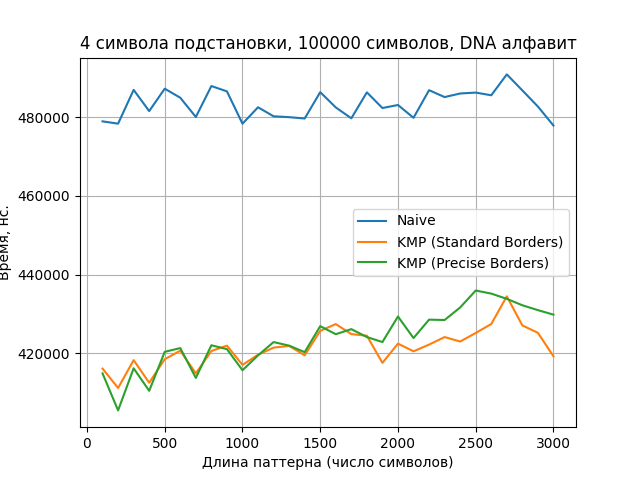 4 символа подстановки, 100000 символов, DNA алфавит
Время, нс.
480000
460000
440000
420000
Naive
KMP (Standard Borders)
KMP (Precise Borders)
0
500
1000
1500
2000
2500
3000
Длина паттерна (число символов)